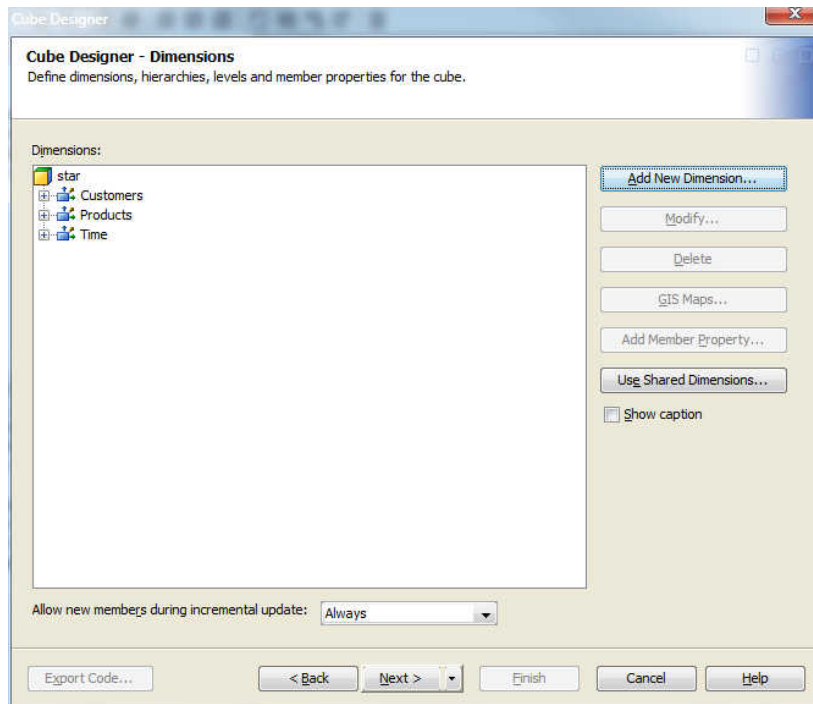 Cube Designer
Cube Designer - Dimensions
Define dimensions, hierarchies, levels and member properties for the cube.
Dimensions:
star
Customers
Products
Time
Add New Dimension...
Modify...
Delete
GIS Maps...
Add Member Property...
Use Shared Dimensions...
Show caption
Allow new members during incremental update: Always
Export Code... < Back Next > Finish Cancel Help